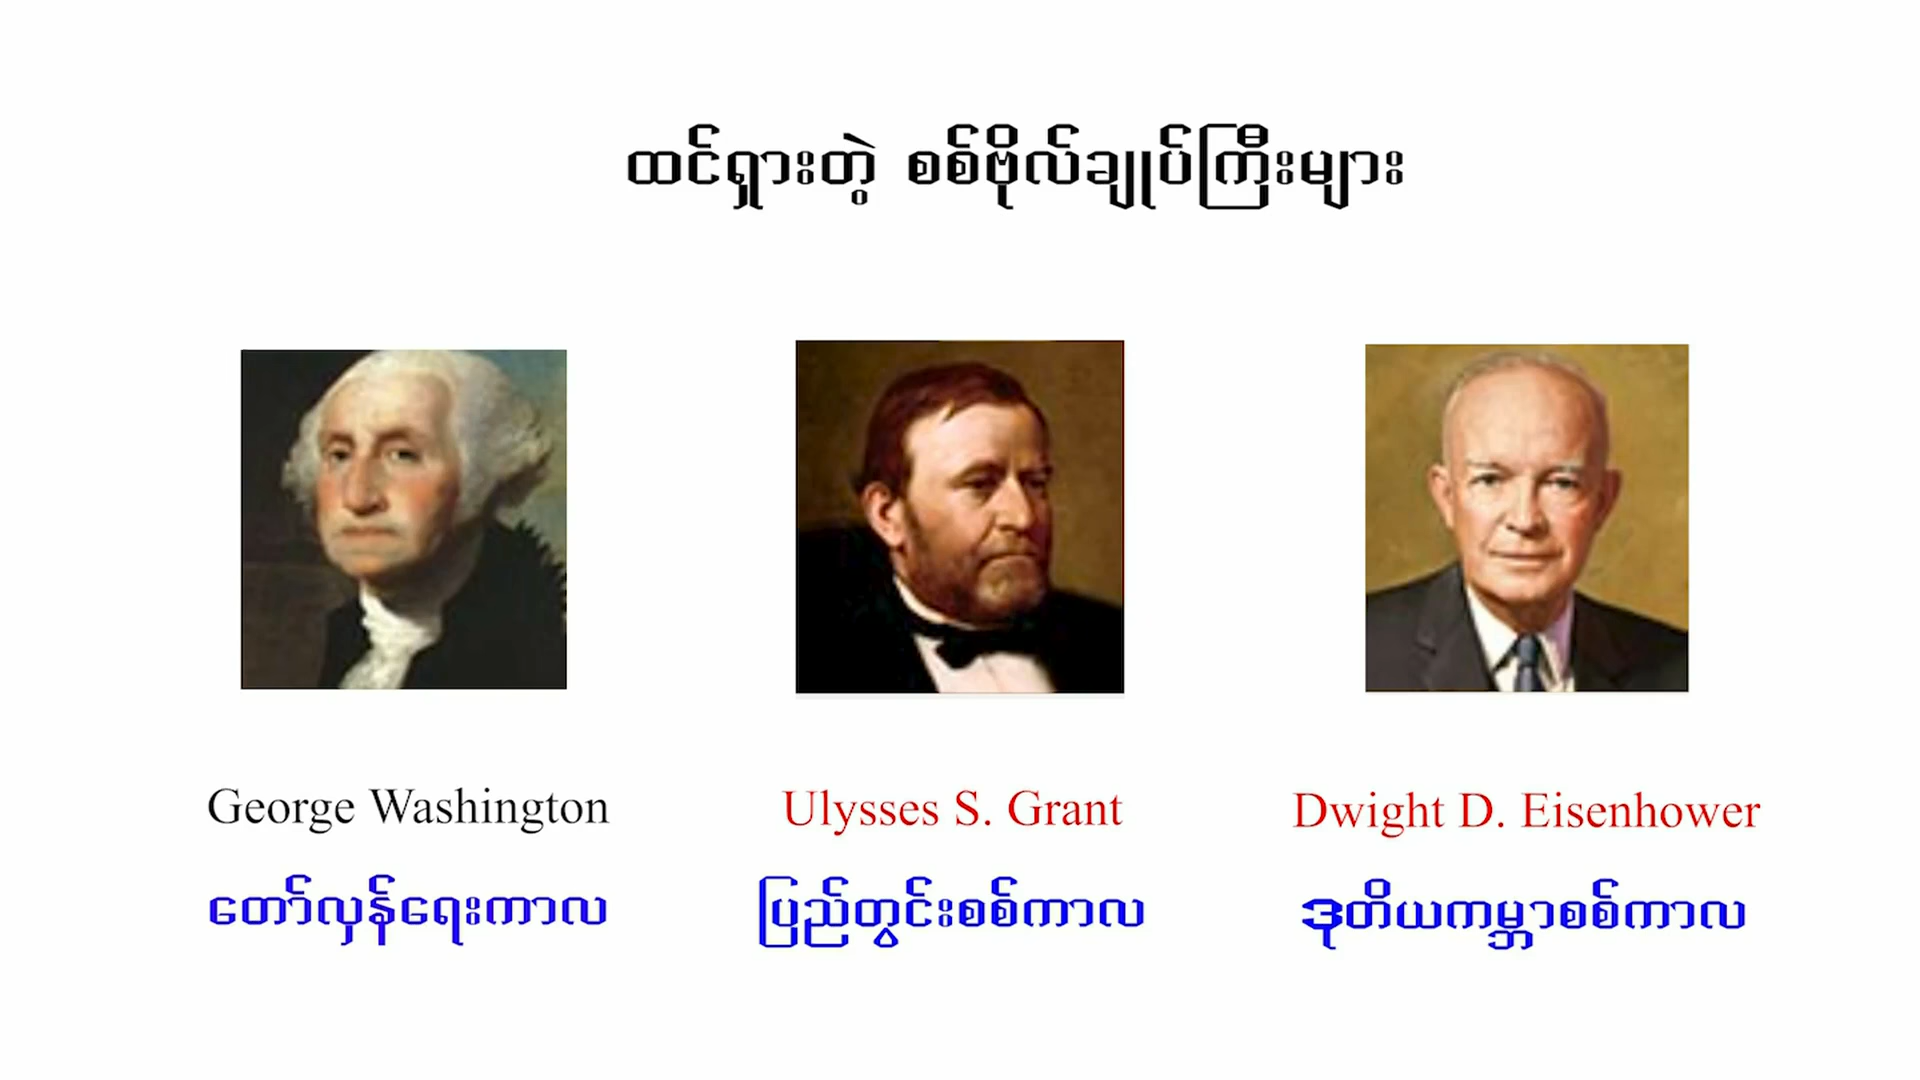 ထင်ရှားတဲ့ စစ်ဗိုလ်ချုပ်ကြီးများ
George Washington
Ulysses S. Grant
Dwight D. Eisenhower
တော်လှန်ရေးကာလ
ပြည်တွင်းစစ်ကာလ
ဒုတိယကမ္ဘာစစ်ကာလ